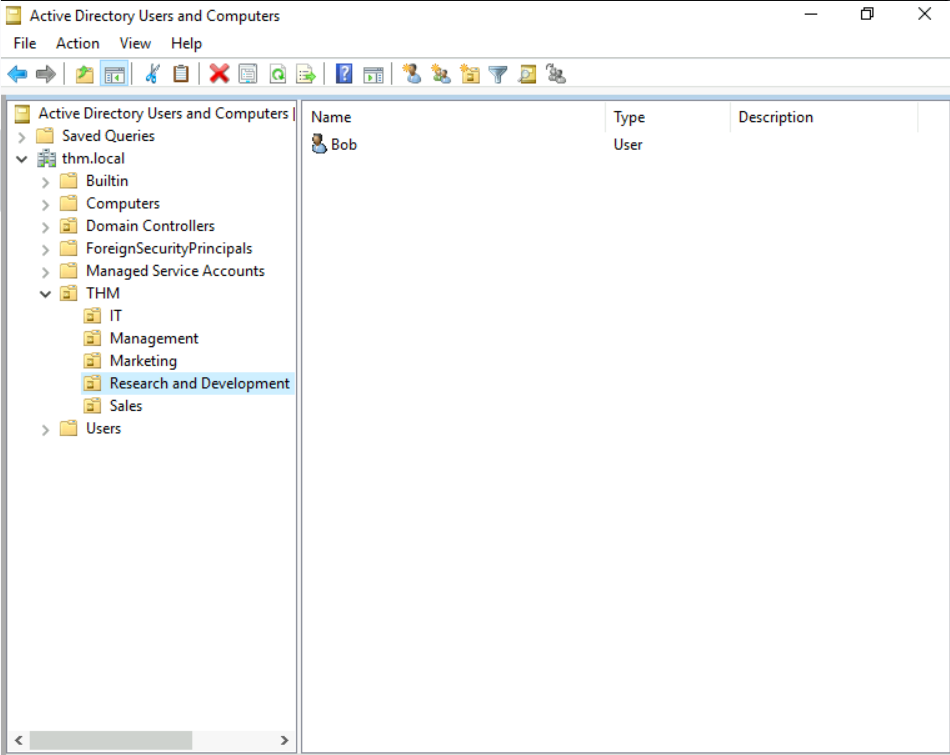 Active Directory Users and Computers
File Action View Help
Active Directory Users and Computers
Saved Queries
thm.local
Builtin
Computers
Domain Controllers
ForeignSecurityPrincipals
Managed Service Accounts
THM
IT
Management
Marketing
Research and Development
Sales
Users
Name Type Description
Bob User